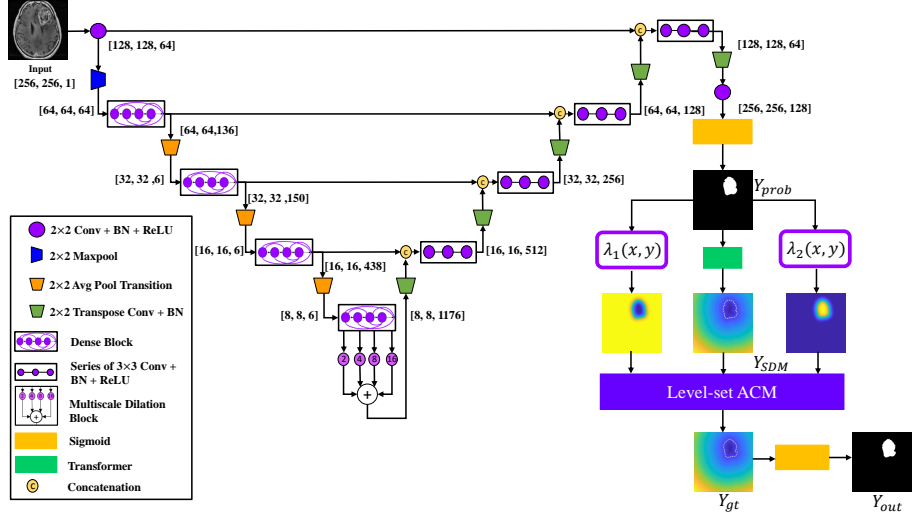 Input
[256, 256, 1]
[128, 128, 64]
[64, 64, 64]
[64, 64,136]
[32, 32 ,6]
[32, 32 ,150]
[16, 16, 6]
[16, 16, 438]
[8, 8, 6]
2
4
8
16
+
[8, 8, 1176]
c
[16, 16, 512]
c
[32, 32, 256]
c
[64, 64, 128]
c
[128, 128, 64]
[256, 256, 128]
Y_prob
λ₁(x, y)
λ₂(x, y)
Y_SDM
Level-set ACM
Y_gt
Y_out
2×2 Conv + BN + ReLU
2×2 Maxpool
2×2 Avg Pool Transition
2×2 Transpose Conv + BN
Dense Block
Series of 3×3 Conv +
BN + ReLU
+
Multiscale Dilation
Block
Sigmoid
Transformer
c
Concatenation